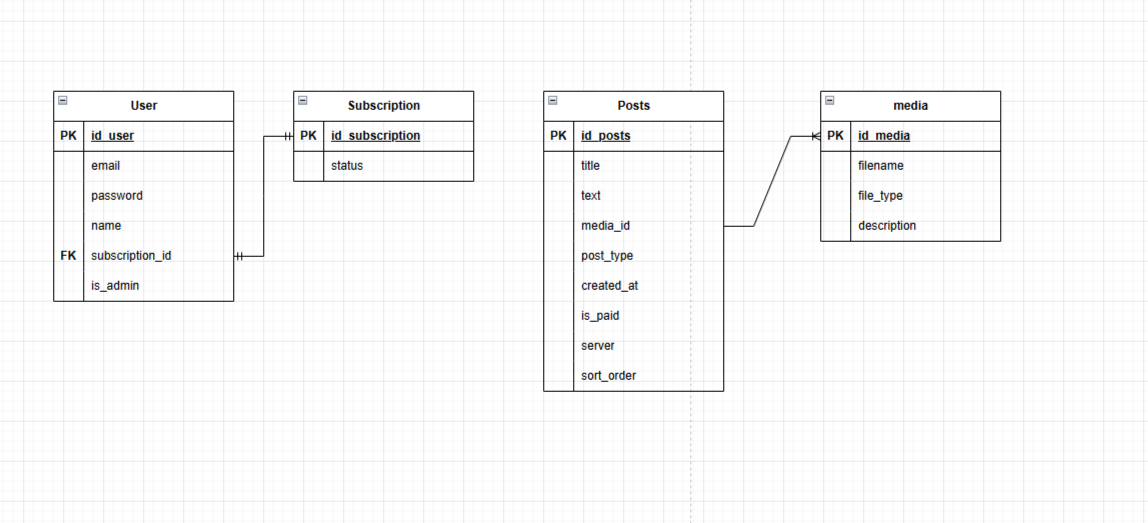 User
PK id_user
email
password
name
FK subscription_id
is_admin
Subscription
PK id_subscription
status
Posts
PK id_posts
title
text
media_id
post_type
created_at
is_paid
server
sort_order
media
PK id_media
filename
file_type
description